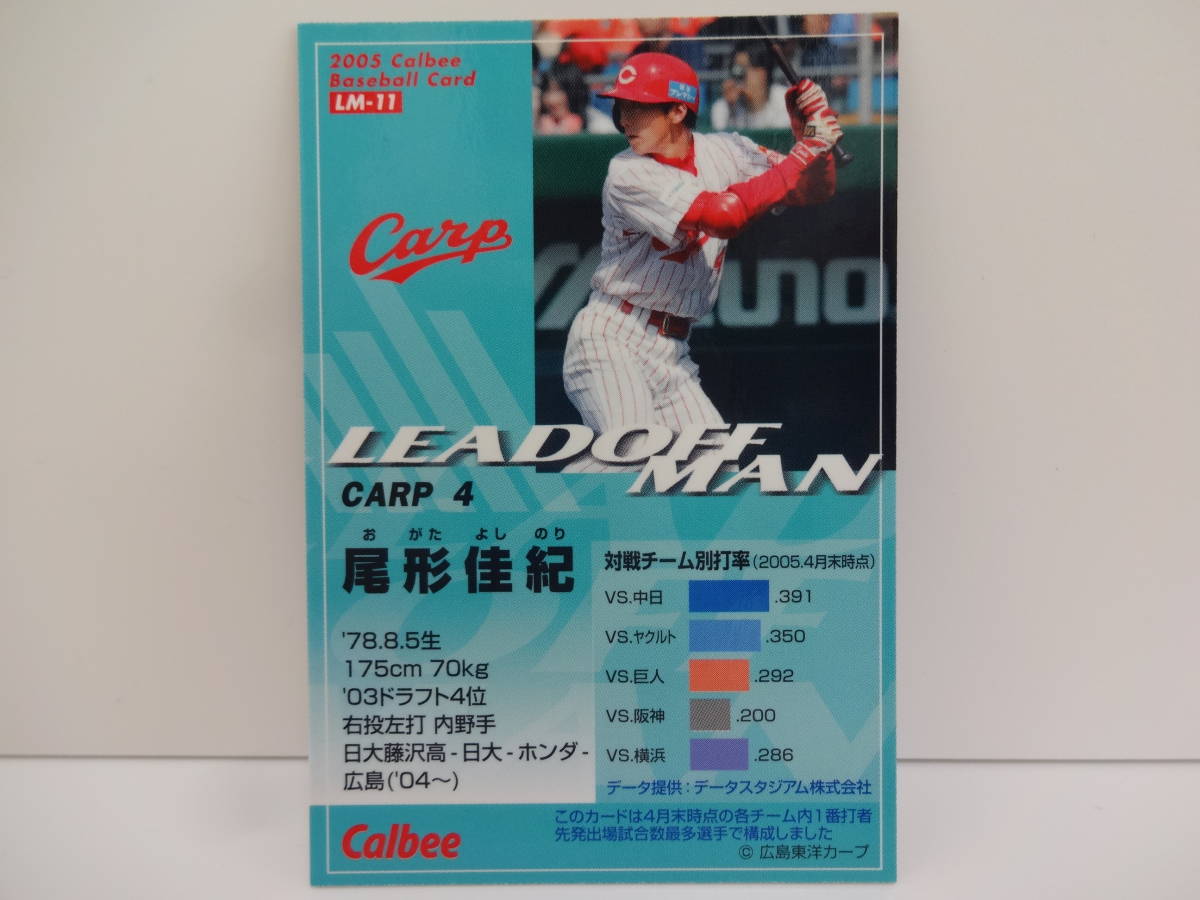 2005 Calbee
Baseball Card
LM-11
C
Carp
LEADOFF
MAN
CARP 4
お がた よし のり
尾形佳紀
'78.8.5生
175cm 70kg
'03ドラフト4位
右投左打 内野手
日大藤沢高-日大-ホンダ-
広島('04〜)
対戦チーム別打率(2005.4月末時点)
VS.中日 .391
VS.ヤクルト .350
VS.巨人 .292
VS.阪神 .200
VS.横浜 .286
データ提供：データスタジアム株式会社
このカードは4月末時点の各チーム内1番打者
先発出場試合数最多選手で構成しました
© 広島東洋カープ
Calbee